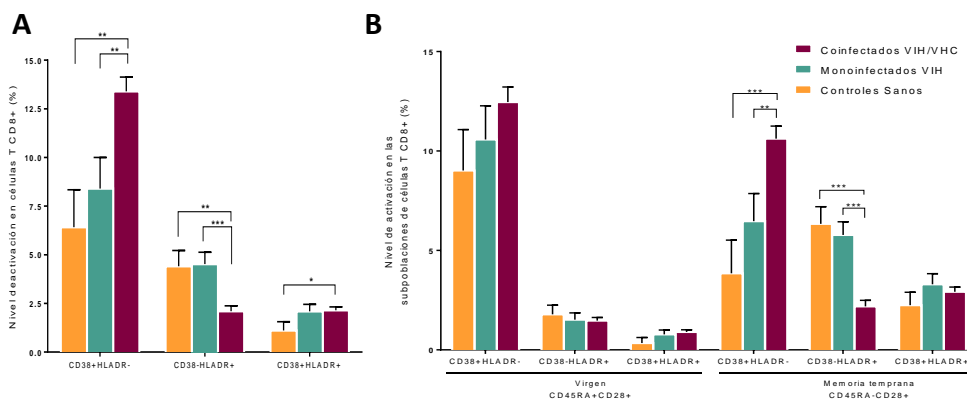 A
Nivel deactivación en células T CD8+ (%)
15.0
12.5
10.0
7.5
5.0
2.5
0.0
**
**
**
***
*
CD38+HLADR-
CD38-HLADR+
CD38+HLADR+
B
Nivel de activación en las
subpoblaciones de células T CD8+ (%)
15
10
5
0
Coinfectados VIH/VHC
Monoinfectados VIH
Controles Sanos
***
**
***
***
CD38+HLADR-
CD38-HLADR+
CD38+HLADR+
CD38+HLADR-
CD38-HLADR+
CD38+HLADR+
Virgen
CD45RA+CD28+
Memoria temprana
CD45RA-CD28+